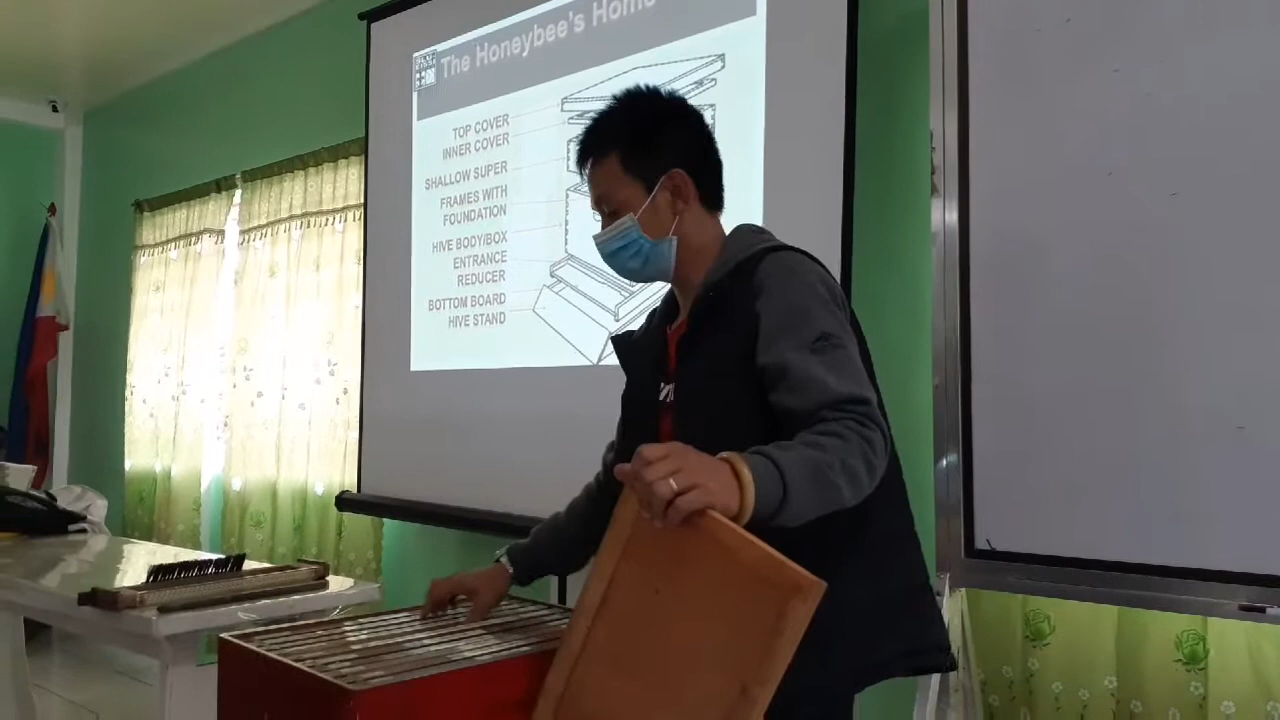 The Honeybee's Home
TOP COVER
INNER COVER
SHALLOW SUPER
FRAMES WITH
FOUNDATION
HIVE BODY/BOX
ENTRANCE
REDUCER
BOTTOM BOARD
HIVE STAND